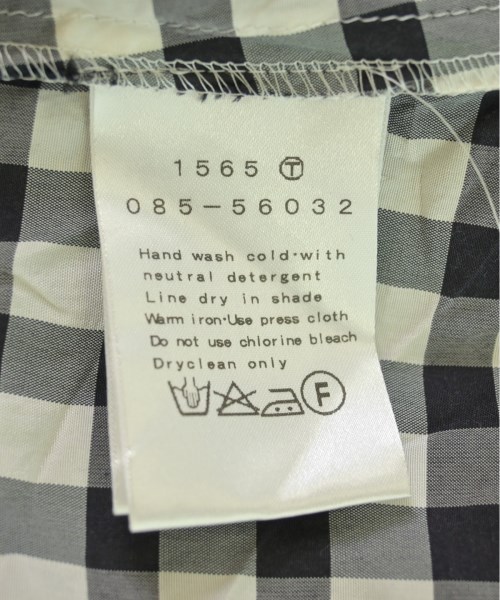 1565 Ⓣ
085-56032
Hand wash cold·with
neutral detergent
Line dry in shade
Warm iron·Use press cloth
Do not use chlorine bleach
Dryclean only
F